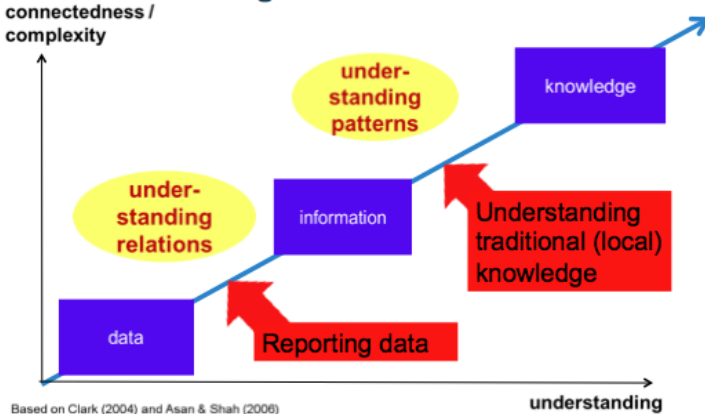 connectedness /
complexity
under-
standing
patterns
knowledge
under-
standing
relations
information
Understanding
traditional (local)
knowledge
data
Reporting data
understanding
Based on Clark (2004) and Asan & Shah (2006)